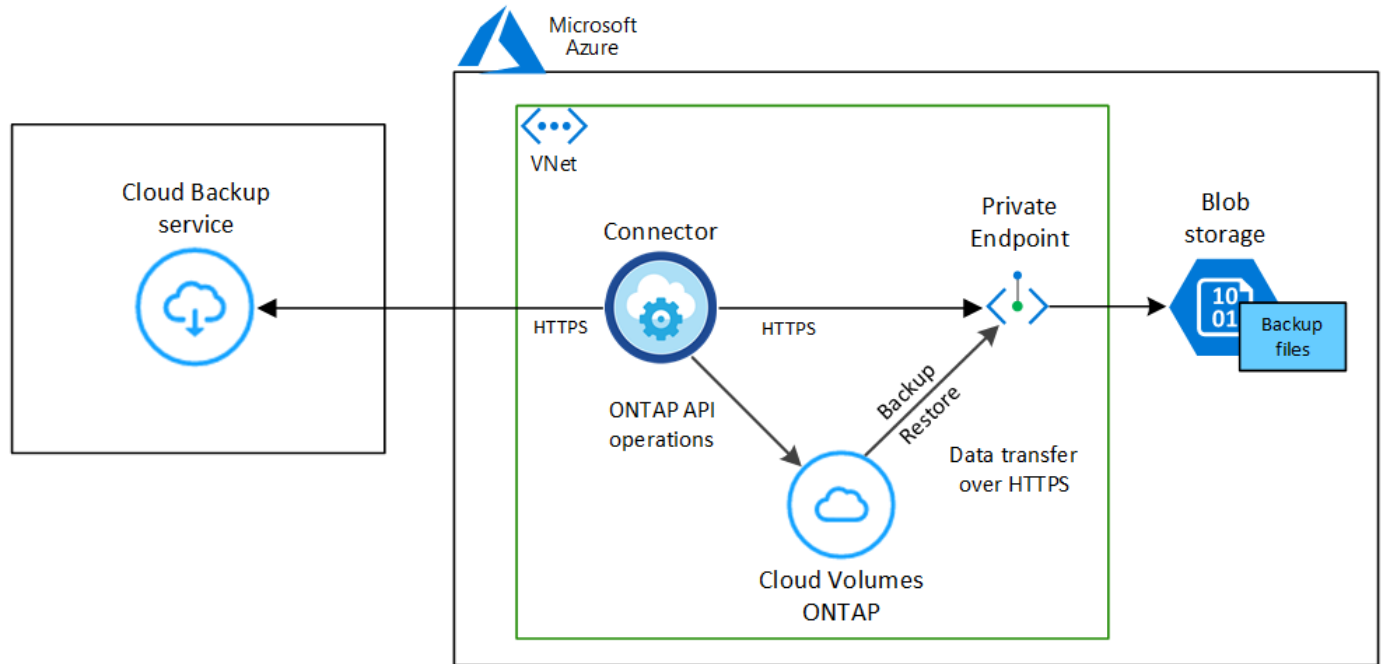 Microsoft
Azure
VNet
Cloud Backup
service
Connector
Private
Endpoint
Blob
storage
HTTPS
HTTPS
10
01
Backup
files
ONTAP API
operations
Backup
Restore
Data transfer
over HTTPS
Cloud Volumes
ONTAP